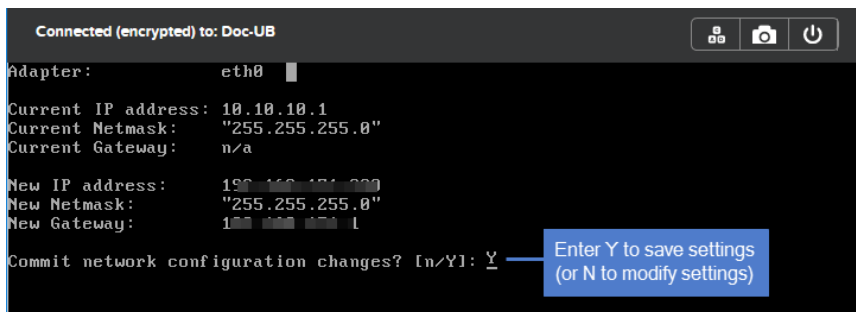 Connected (encrypted) to: Doc-UB
Adapter: eth0
Current IP address: 10.10.10.1
Current Netmask: "255.255.255.0"
Current Gateway: n/a
New IP address:
New Netmask: "255.255.255.0"
New Gateway:
Commit network configuration changes? [n/Y]: Y
Enter Y to save settings
(or N to modify settings)